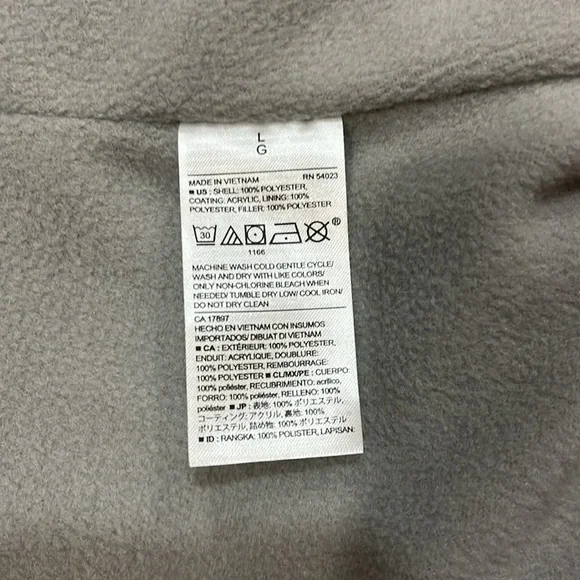 L
G
MADE IN VIETNAM RN 54023
■ US : SHELL: 100% POLYESTER,
COATING: ACRYLIC, LINING: 100%
POLYESTER, FILLER: 100% POLYESTER
30 ®
1166
MACHINE WASH COLD GENTLE CYCLE/
WASH AND DRY WITH LIKE COLORS/
ONLY NON-CHLORINE BLEACH WHEN
NEEDED/ TUMBLE DRY LOW/ COOL IRON/
DO NOT DRY CLEAN
CA 17897
HECHO EN VIETNAM CON INSUMOS
IMPORTADOS/ DIBUAT DI VIETNAM
■ CA : EXTÉRIEUR: 100% POLYESTER,
ENDUIT: ACRYLIQUE, DOUBLURE:
100% POLYESTER, REMBOURRAGE:
100% POLYESTER ■ CL/MX/PE : CUERPO:
100% poliéster, RECUBRIMIENTO: acrílico,
FORRO: 100% poliéster, RELLENO: 100%
poliéster ■ JP : 表地: 100% ポリエステル,
コーティング: アクリル, 裏地: 100%
ポリエステル, 詰め物: 100% ポリエステル
■ ID : RANGKA: 100% POLISTER, LAPISAN: